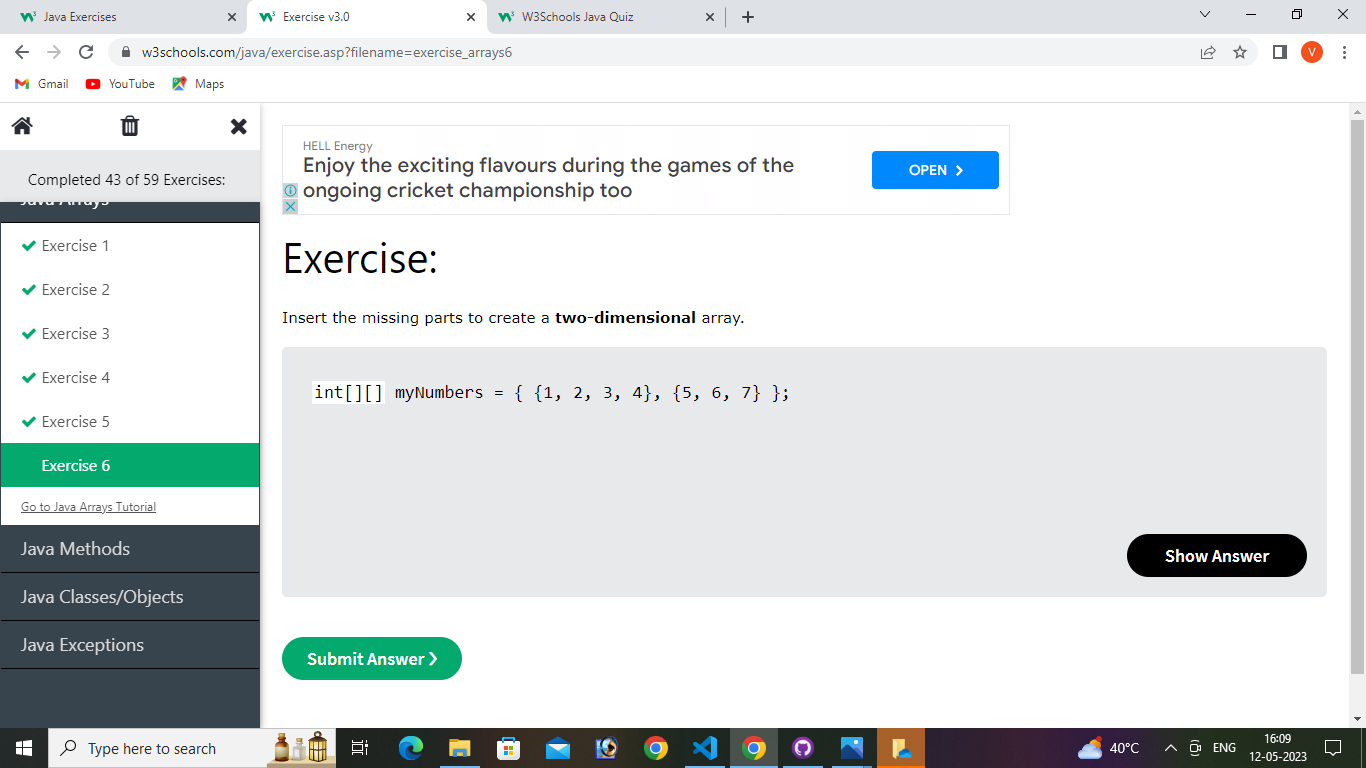 Java Exercises
Exercise v3.0
W3Schools Java Quiz
w3schools.com/java/exercise.asp?filename=exercise_arrays6
V
Gmail
YouTube
Maps
Completed 43 of 59 Exercises:
Java Arrays
Exercise 1
Exercise 2
Exercise 3
Exercise 4
Exercise 5
Exercise 6
Go to Java Arrays Tutorial
Java Methods
Java Classes/Objects
Java Exceptions
HELL Energy
Enjoy the exciting flavours during the games of the
ongoing cricket championship too
OPEN
Exercise:
Insert the missing parts to create a two-dimensional array.
int[][] myNumbers = { {1, 2, 3, 4}, {5, 6, 7} };
Show Answer
Submit Answer ❯
Type here to search
40°C
ENG
16:09
12-05-2023